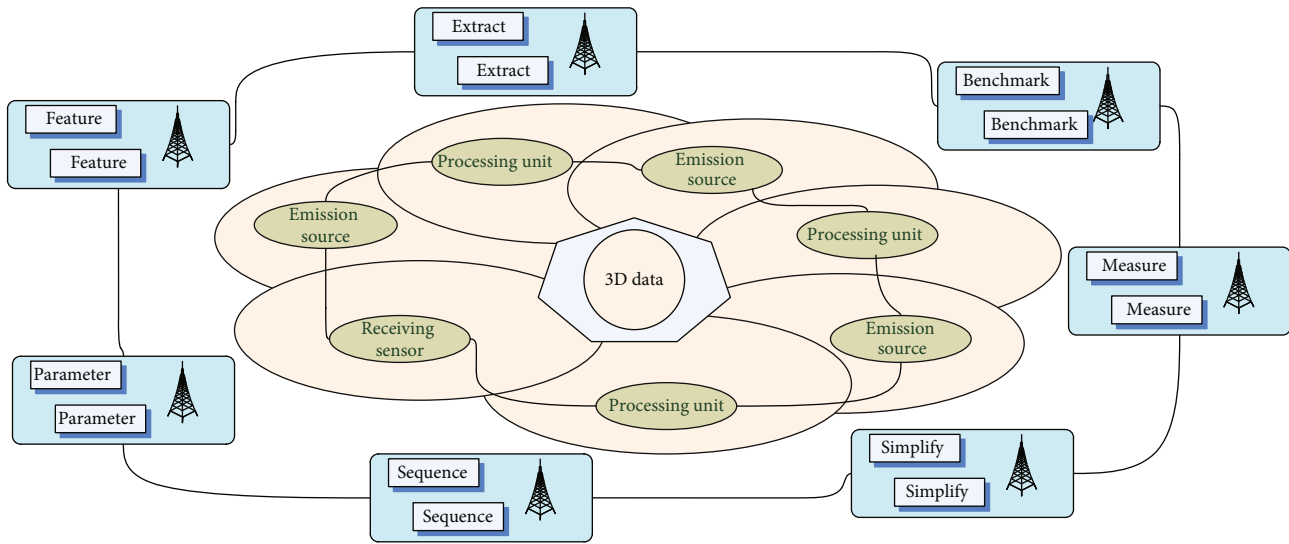 Extract
Extract
Benchmark
Benchmark
Feature
Feature
Processing unit
Emission
source
Emission
source
Processing unit
3D data
Measure
Measure
Receiving
sensor
Emission
source
Parameter
Parameter
Processing unit
Simplify
Simplify
Sequence
Sequence